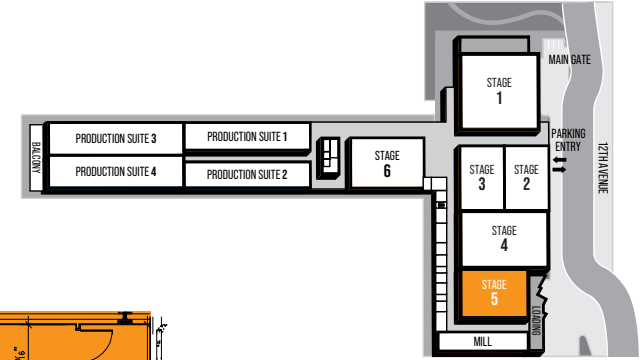 MAIN GATE
STAGE
1
PARKING
ENTRY
12TH AVENUE
BALCONY
PRODUCTION SUITE 3
PRODUCTION SUITE 1
PRODUCTION SUITE 4
PRODUCTION SUITE 2
STAGE
6
STAGE
3
STAGE
2
STAGE
4
STAGE
5
LOADING
MILL